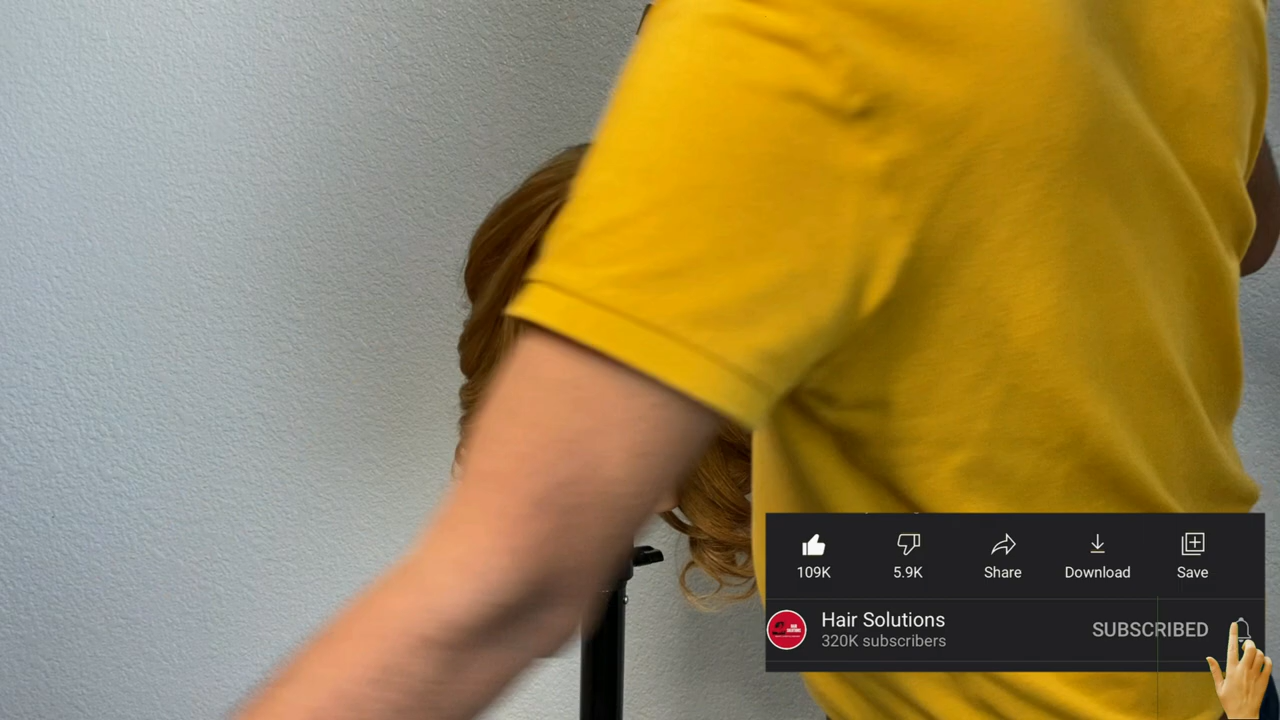 109K
5.9K
Share
Download
Save
Hair Solutions
320K subscribers
SUBSCRIBED